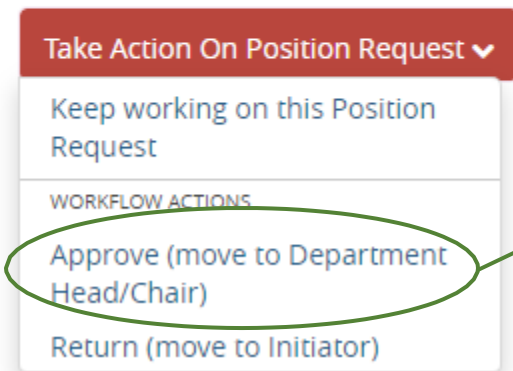 Take Action On Position Request
Keep working on this Position
Request
WORKFLOW ACTIONS
Approve (move to Department
Head/Chair)
Return (move to Initiator)